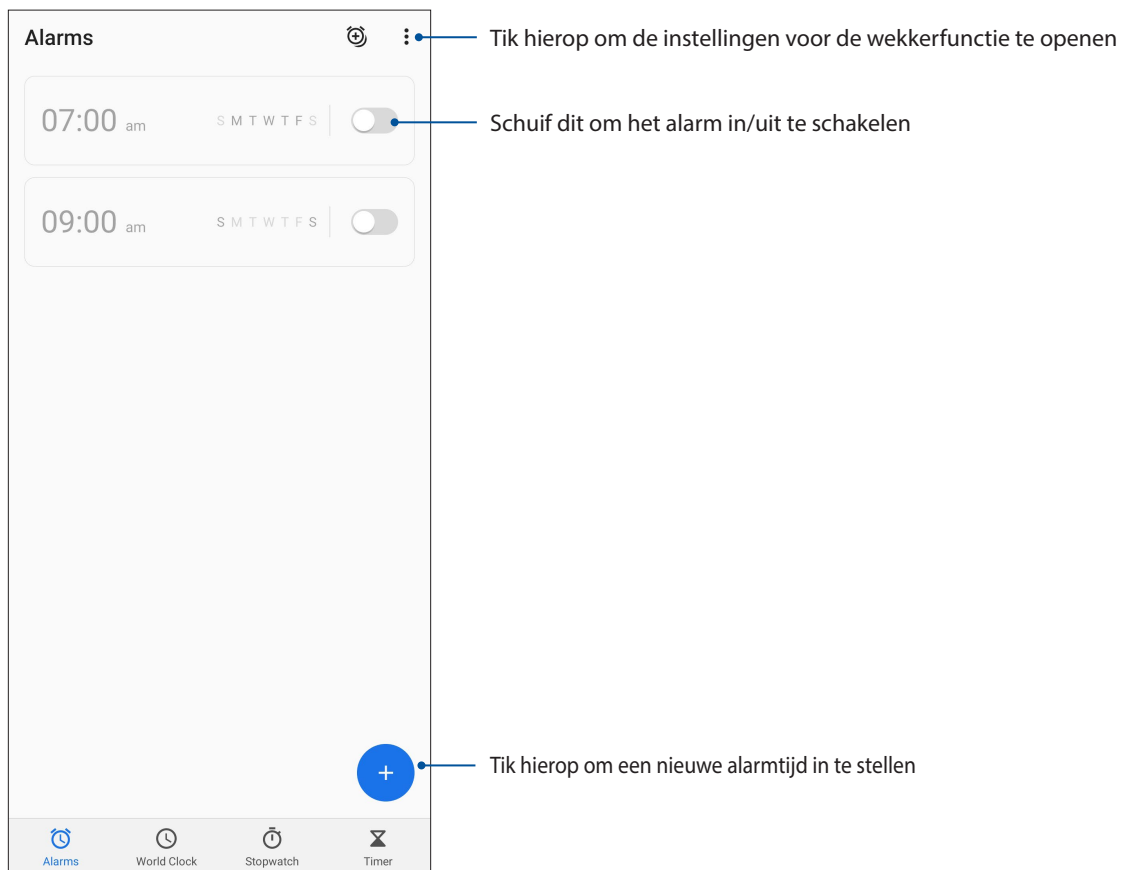 Alarms
Tik hierop om de instellingen voor de wekkerfunctie te openen
07:00 am S M T W T F S
Schuif dit om het alarm in/uit te schakelen
09:00 am S M T W T F S
+
Tik hierop om een nieuwe alarmtijd in te stellen
Alarms World Clock Stopwatch Timer